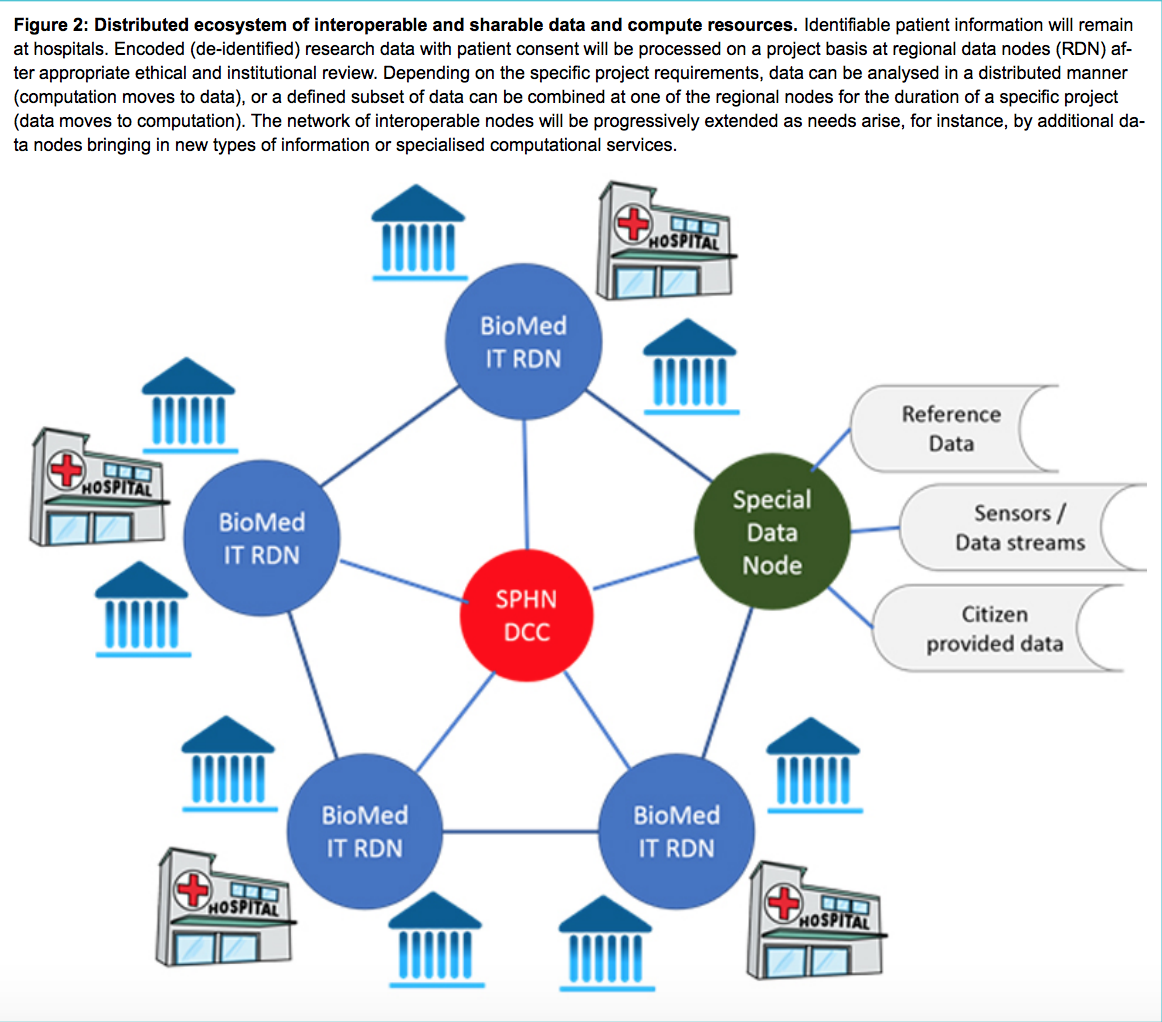 Figure 2: Distributed ecosystem of interoperable and sharable data and compute resources. Identifiable patient information will remain
at hospitals. Encoded (de-identified) research data with patient consent will be processed on a project basis at regional data nodes (RDN) af-
ter appropriate ethical and institutional review. Depending on the specific project requirements, data can be analysed in a distributed manner
(computation moves to data), or a defined subset of data can be combined at one of the regional nodes for the duration of a specific project
(data moves to computation). The network of interoperable nodes will be progressively extended as needs arise, for instance, by additional da-
ta nodes bringing in new types of information or specialised computational services.
HOSPITAL
BioMed
IT RDN
Reference
Data
HOSPITAL
BioMed
IT RDN
Special
Data
Node
Sensors /
Data streams
SPHN
DCC
Citizen
provided data
BioMed
IT RDN
BioMed
IT RDN
HOSPITAL
HOSPITAL